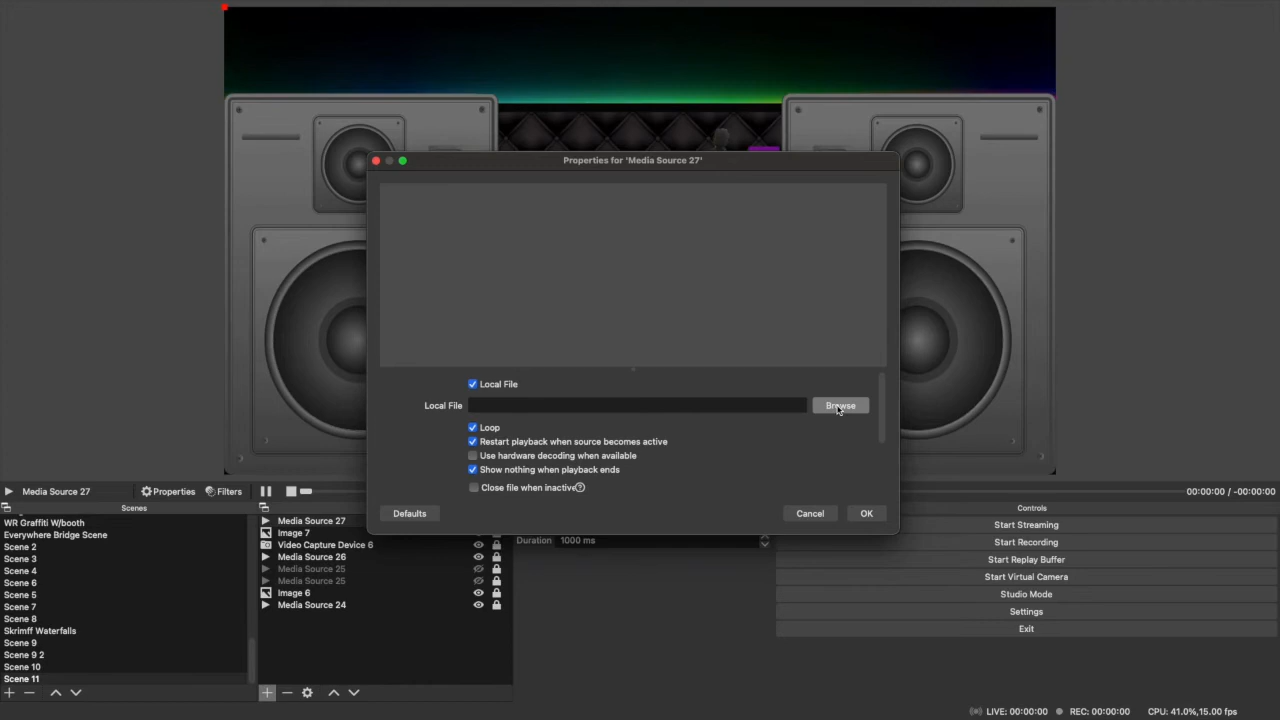 Properties for 'Media Source 27'
Local File
Local File
Browse
Loop
Restart playback when source becomes active
Use hardware decoding when available
Show nothing when playback ends
Close file when inactive
Defaults
Cancel
OK
Media Source 27
Properties
Filters
00:00:00 / -00:00:00
Scenes
WR Graffiti W/booth
Everywhere Bridge Scene
Scene 2
Scene 3
Scene 4
Scene 6
Scene 5
Scene 7
Scene 8
Skrimff Waterfalls
Scene 9
Scene 9 2
Scene 10
Scene 11
Media Source 27
Image 7
Video Capture Device 6
Media Source 26
Media Source 25
Media Source 25
Image 6
Media Source 24
Duration
1000 ms
Controls
Start Streaming
Start Recording
Start Replay Buffer
Start Virtual Camera
Studio Mode
Settings
Exit
LIVE: 00:00:00
REC: 00:00:00
CPU: 41.0%,15.00 fps